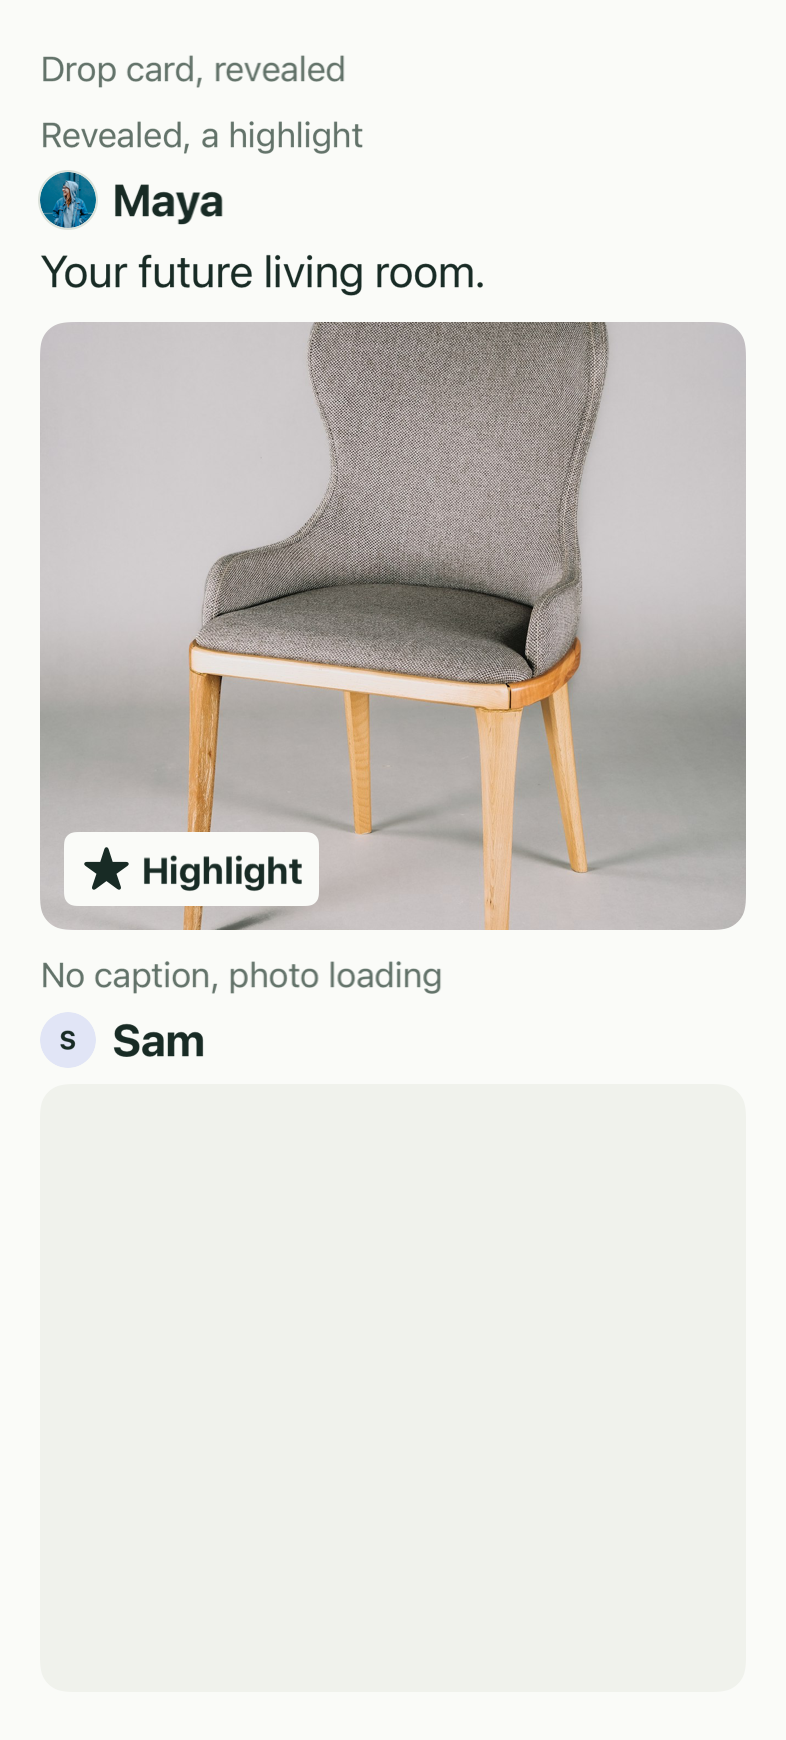 Drop card, revealed
Revealed, a highlight
Maya
Your future living room.
Highlight
No caption, photo loading
S
Sam